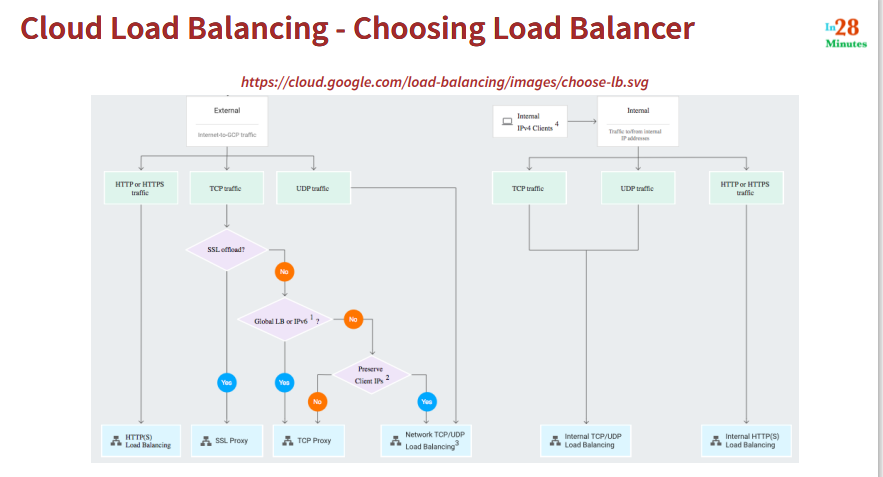 Cloud Load Balancing - Choosing Load Balancer
In28
Minutes
https://cloud.google.com/load-balancing/images/choose-lb.svg
External
Internet-to-GCP traffic
Internal
IPv4 Clients 4
Internal
Traffic to/from internal
IP addresses
HTTP or HTTPS
traffic
TCP traffic
UDP traffic
TCP traffic
UDP traffic
HTTP or HTTPS
traffic
SSL offload?
No
Global LB or IPv6 1 ?
No
Preserve
Client IPs 2
Yes
Yes
No
Yes
HTTP(S)
Load Balancing
SSL Proxy
TCP Proxy
Network TCP/UDP
Load Balancing3
Internal TCP/UDP
Load Balancing
Internal HTTP(S)
Load Balancing